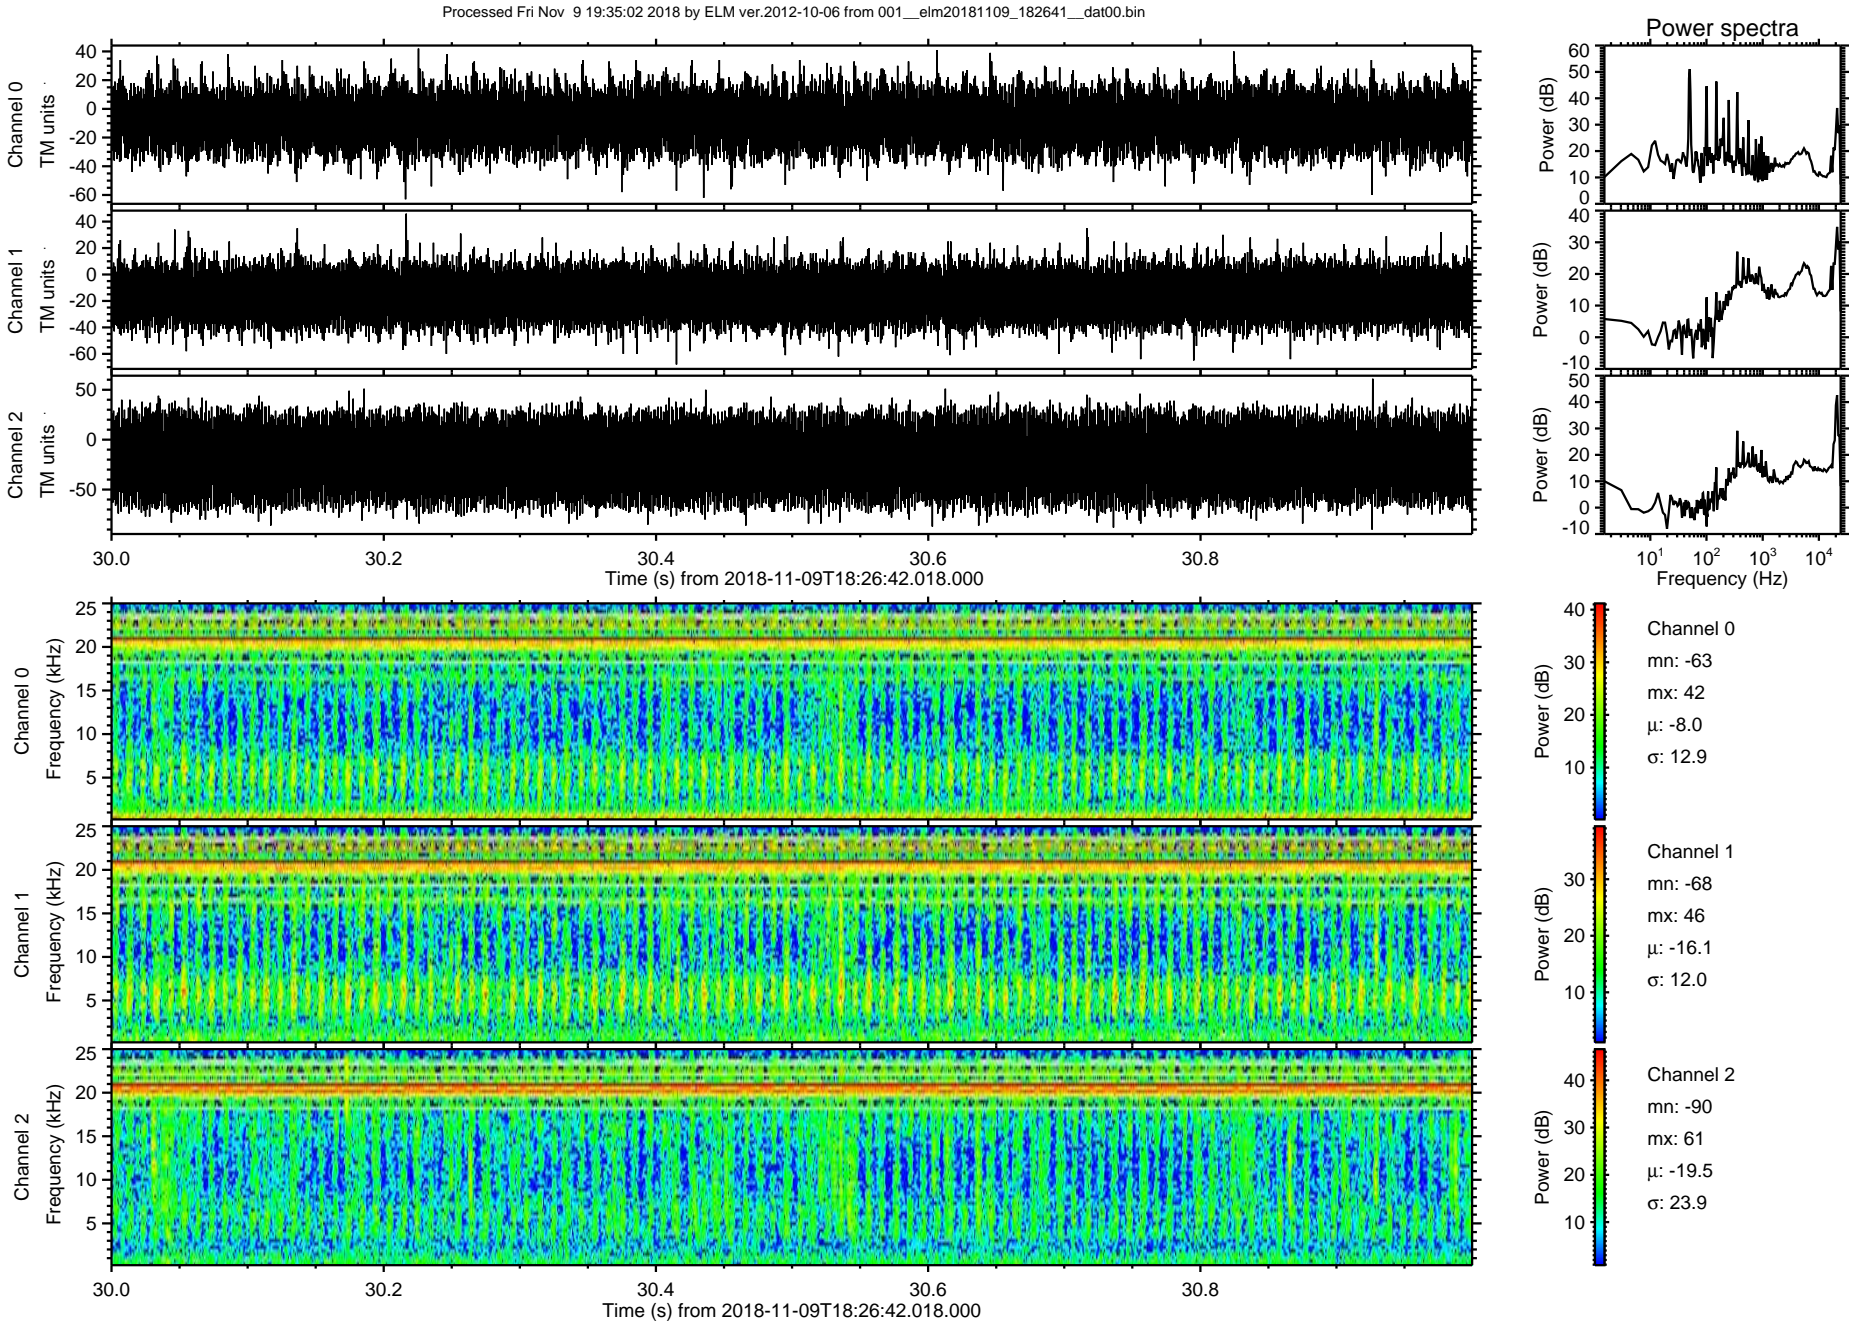 Processed Fri Nov  9 19:35:02 2018 by ELM ver.2012-10-06 from 001__elm20181109_182641__dat00.bin
Power spectra
Channel 0
TM units
40
20
0
-20
-40
-60
Power (dB)
60
50
40
30
20
10
0
Channel 1
TM units
40
20
0
-20
-40
-60
Power (dB)
40
30
20
10
0
-10
Channel 2
TM units
50
0
-50
Power (dB)
50
40
30
20
10
0
-10
30.0 30.2 30.4 30.6 30.8
Time (s) from 2018-11-09T18:26:42.018.000
10¹ 10² 10³ 10⁴
Frequency (Hz)
Channel 0
Frequency (kHz)
25
20
15
10
5
Power (dB)
40
30
20
10
Channel 0
mn: -63
mx: 42
μ: -8.0
σ: 12.9
Channel 1
Frequency (kHz)
25
20
15
10
5
Power (dB)
30
20
10
Channel 1
mn: -68
mx: 46
μ: -16.1
σ: 12.0
Channel 2
Frequency (kHz)
25
20
15
10
5
Power (dB)
40
30
20
10
Channel 2
mn: -90
mx: 61
μ: -19.5
σ: 23.9
30.0 30.2 30.4 30.6 30.8
Time (s) from 2018-11-09T18:26:42.018.000